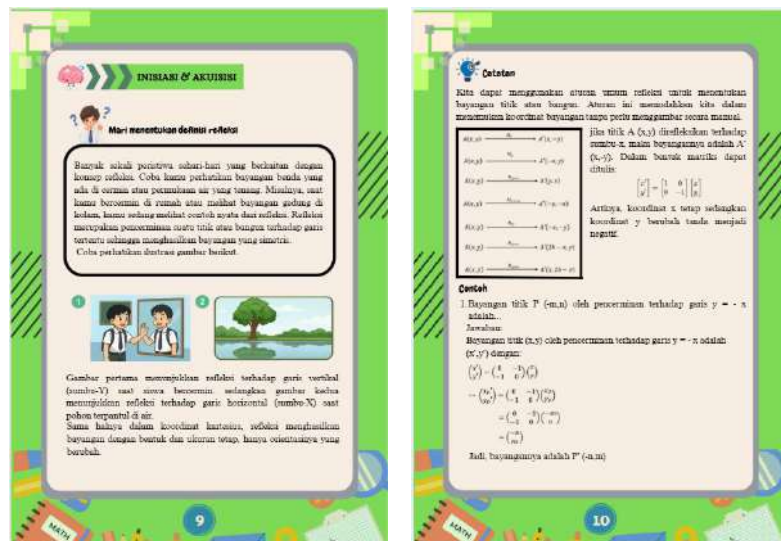 INISIASI & AKUISISI
Mari menentukan definisi refleksi
Banyak sekali peristiwa sehari-hari yang berkaitan dengan
konsep refleksi. Coba kamu perhatikan bayangan benda yang
ada di cermin atau permukaan air yang tenang. Misalnya, saat
kamu bercermin di rumah atau melihat bayangan gedung di
kolam, kamu sedang melihat contoh nyata dari refleksi. Refleksi
merupakan pencerminan suatu titik atau bangun terhadap garis
tertentu sehingga menghasilkan bayangan yang simetris.
Coba perhatikan ilustrasi gambar berikut.
1
2
Gambar pertama menunjukkan refleksi terhadap garis vertikal
(sumbu-Y) saat siswa bercermin, sedangkan gambar kedua
menunjukkan refleksi terhadap garis horizontal (sumbu-X) saat
pohon terpantul di air.
Sama halnya dalam koordinat kartesius, refleksi menghasilkan
bayangan dengan bentuk dan ukuran tetap, hanya orientasinya yang
berubah.
MATH
9
Catatan
Kita dapat menggunakan aturan umum refleksi untuk menentukan
bayangan titik atau bangun. Aturan ini memudahkan kita dalam
menemukan koordinat bayangan tanpa perlu menggambar secara manual.
A(x,y) → A'(x,-y)
A(x,y) → A'(-x,y)
A(x,y) → A'(y,x)
A(x,y) → A'(-y,-x)
A(x,y) → A'(-x,-y)
A(x,y) → A'(2h - x,y)
A(x,y) → A'(x,2k - y)
jika titik A (x,y) direfleksikan terhadap
sumbu-x, maka bayangannya adalah A'
(x,-y). Dalam bentuk matriks dapat
ditulis:
[x' y'] = [1 0 0 -1] [x y]
Artinya, koordinat x tetap sedangkan
koordinat y berubah tanda menjadi
negatif.
Contoh
1. Bayangan titik P (-m,n) oleh pencerminan terhadap garis y = - x
adalah...
Jawaban:
Bayangan titik (x,y) oleh pencerminan terhadap garis y = - x adalah
(x',y') dengan:
Jadi, bayangannya adalah P' (-n,m)
MATH
10